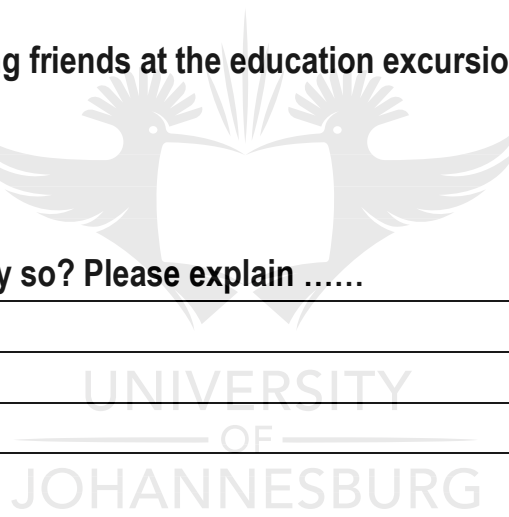 g friends at the education excursio
y so? Please explain ……
UNIVERSITY
OF
JOHANNESBURG